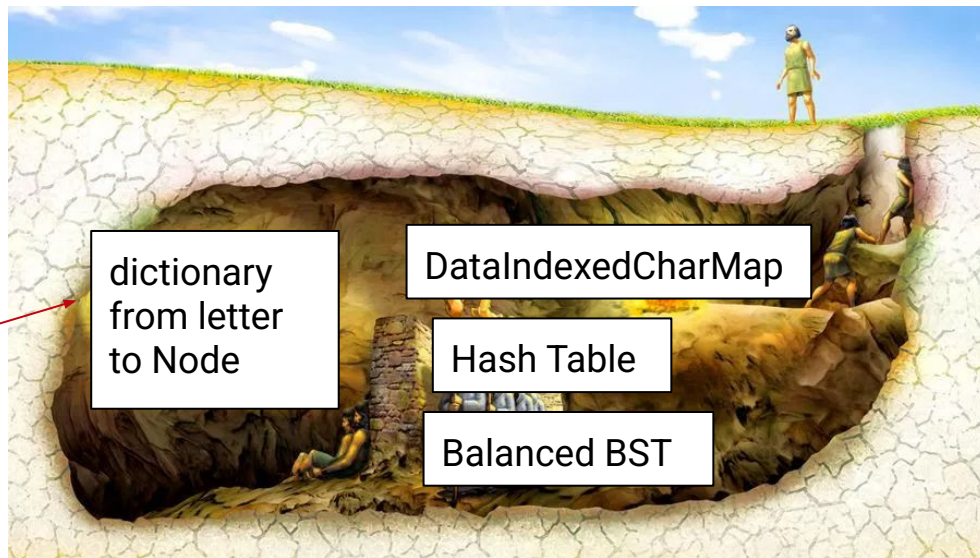 dictionary
from letter
to Node
DataIndexedCharMap
Hash Table
Balanced BST